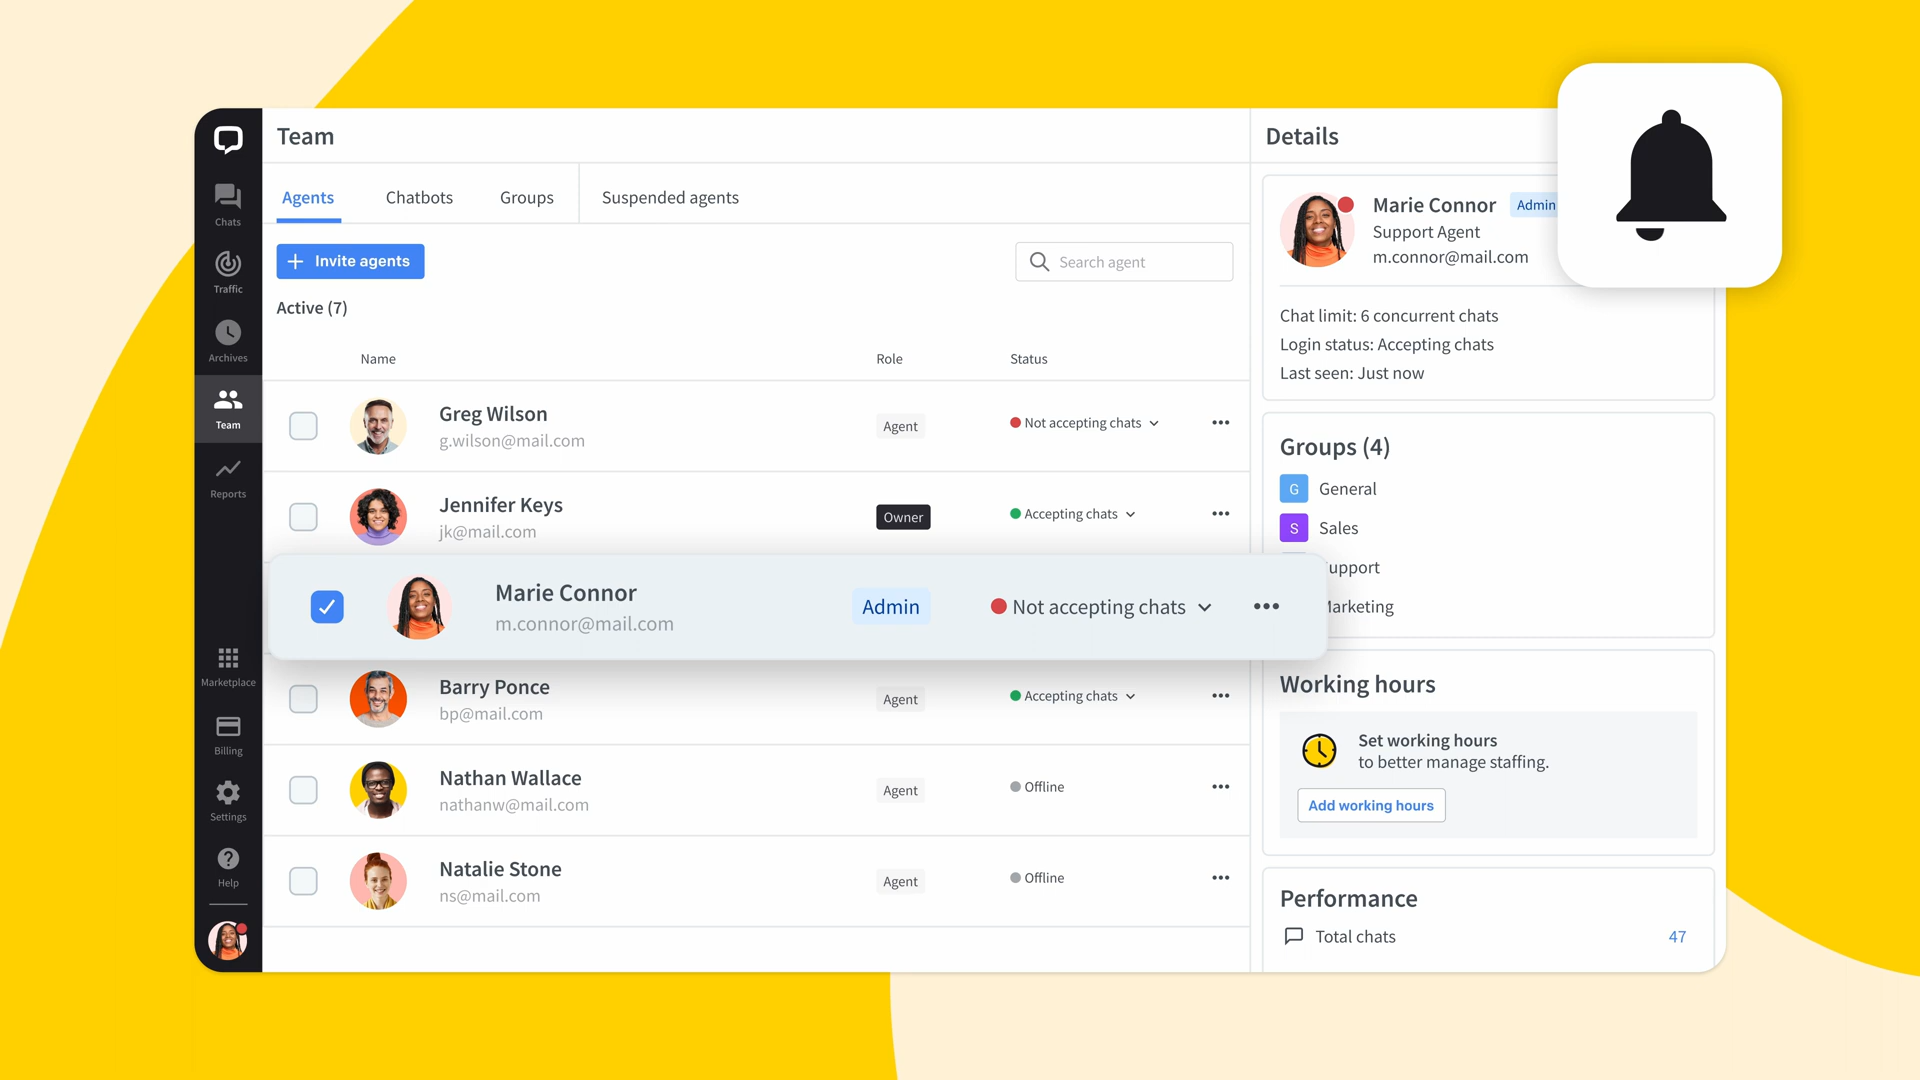 Team
Details
Chats
Traffic
Archives
Team
Reports
Marketplace
Billing
Settings
Help
Agents
Chatbots
Groups
Suspended agents
Invite agents
Search agent
Active (7)
Name
Role
Status
Greg Wilson
g.wilson@mail.com
Agent
Not accepting chats
Jennifer Keys
jk@mail.com
Owner
Accepting chats
Marie Connor
m.connor@mail.com
Admin
Not accepting chats
Barry Ponce
bp@mail.com
Agent
Accepting chats
Nathan Wallace
nathanw@mail.com
Agent
Offline
Natalie Stone
ns@mail.com
Agent
Offline
Marie Connor
Admin
Support Agent
m.connor@mail.com
Chat limit: 6 concurrent chats
Login status: Accepting chats
Last seen: Just now
Groups (4)
G General
S Sales
upport
arketing
Working hours
Set working hours
to better manage staffing.
Add working hours
Performance
Total chats
47